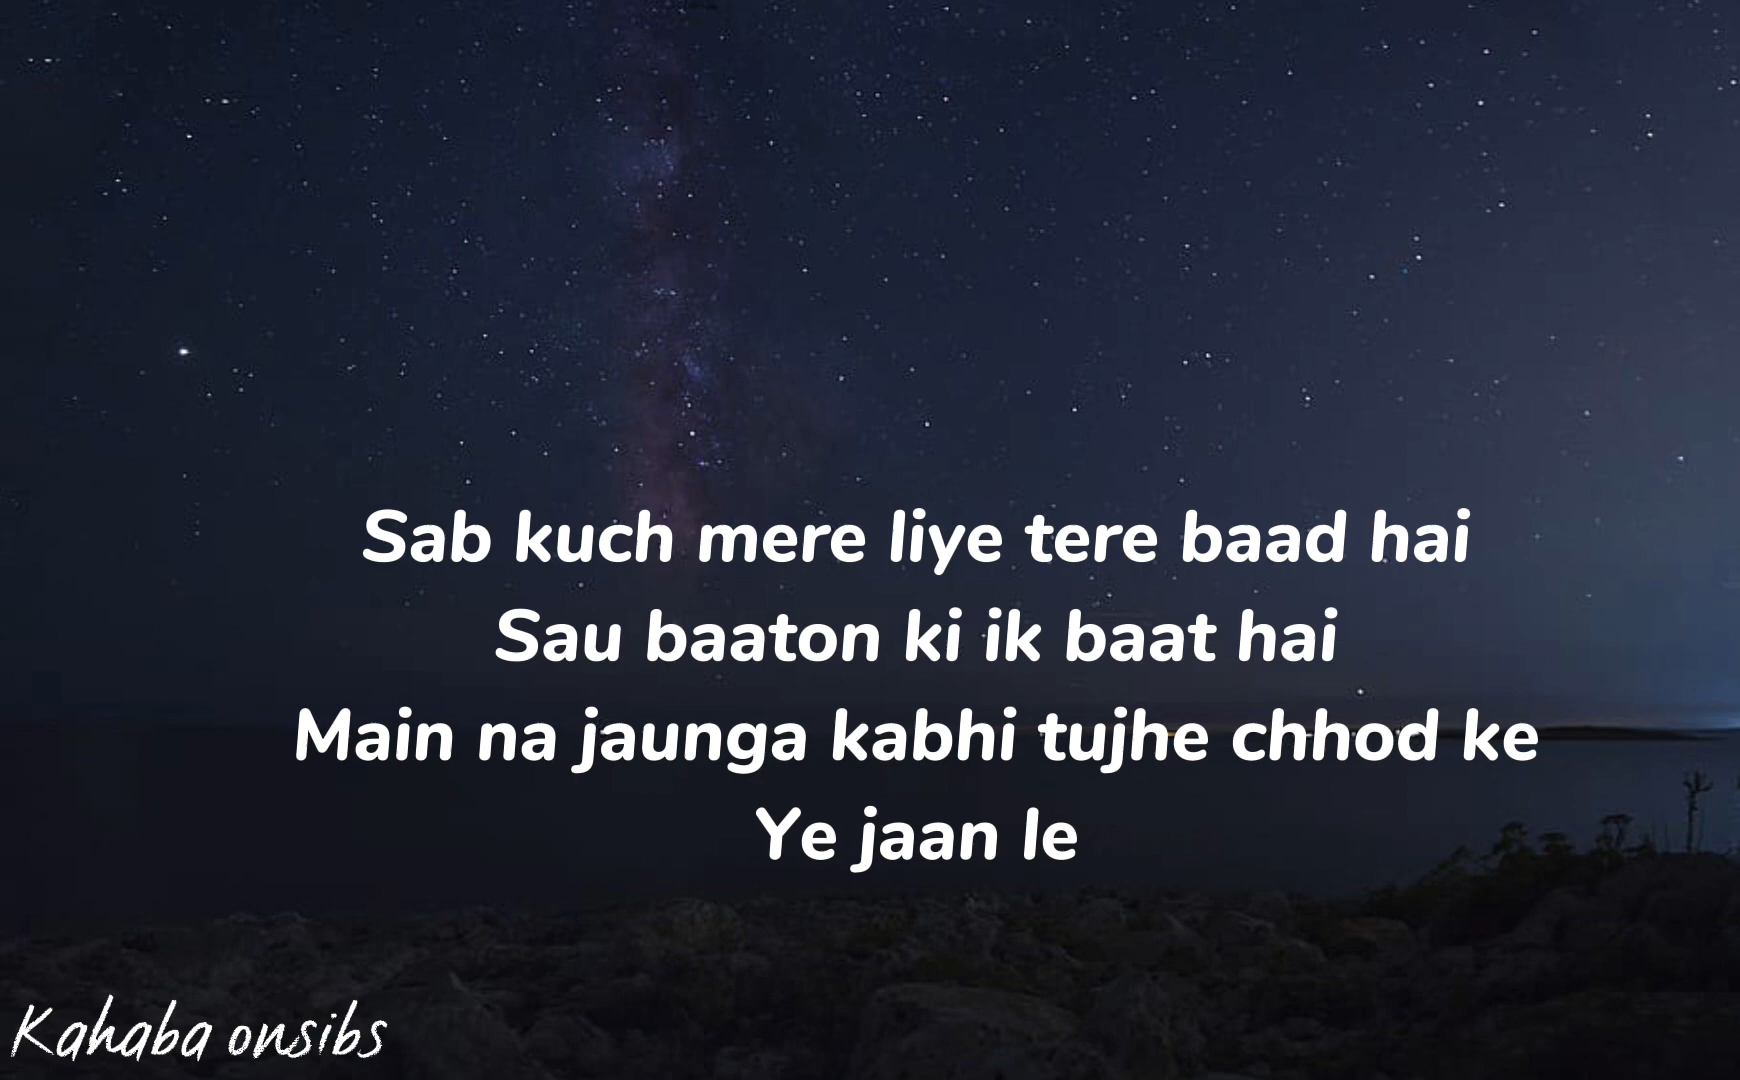 Sab kuch mere liye tere baad hai
Sau baaton ki ik baat hai
Main na jaunga kabhi tujhe chhod ke
Ye jaan le
Kahaba onsibs